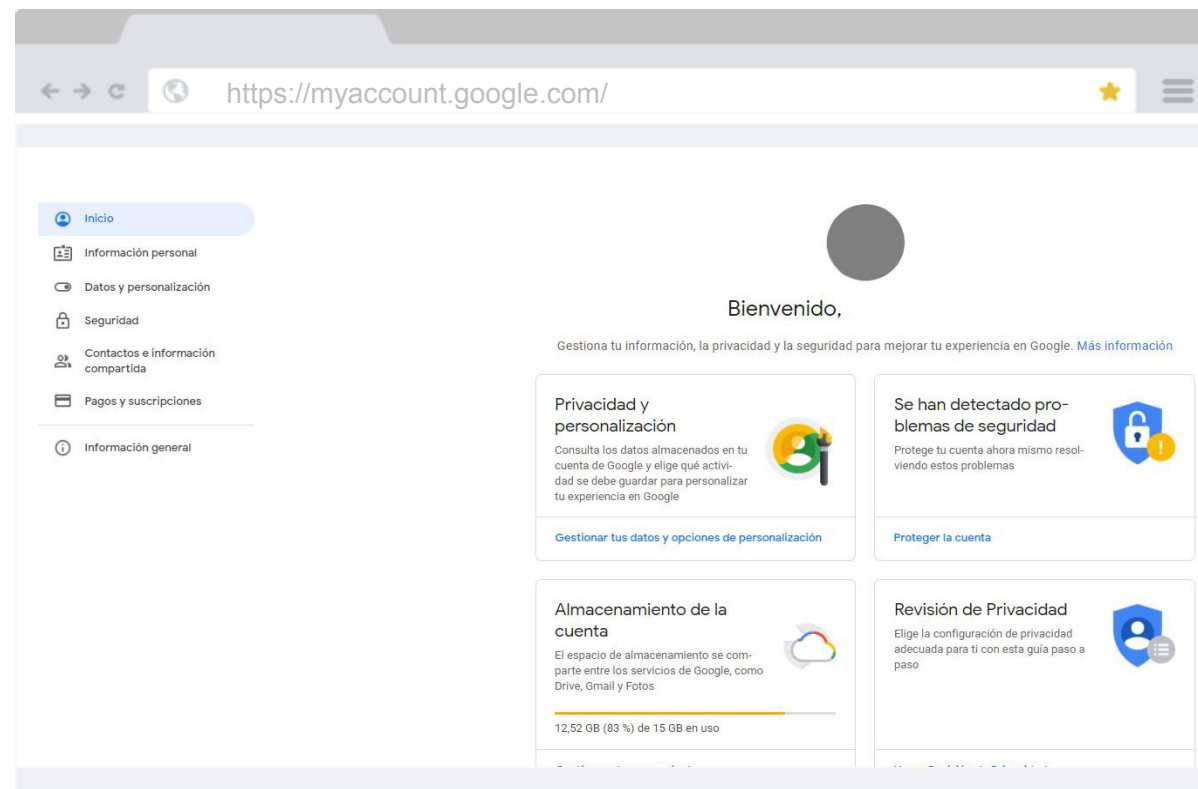 https://myaccount.google.com/
Inicio
Información personal
Datos y personalización
Seguridad
Contactos e información
compartida
Pagos y suscripciones
Información general
Bienvenido,
Gestiona tu información, la privacidad y la seguridad para mejorar tu experiencia en Google. Más información
Privacidad y
personalización
Consulta los datos almacenados en tu
cuenta de Google y elige qué activi-
dad se debe guardar para personalizar
tu experiencia en Google
Gestionar tus datos y opciones de personalización
Se han detectado pro-
blemas de seguridad
Protege tu cuenta ahora mismo resol-
viendo estos problemas
Proteger la cuenta
Almacenamiento de la
cuenta
El espacio de almacenamiento se com-
parte entre los servicios de Google, como
Drive, Gmail y Fotos
12,52 GB (83 %) de 15 GB en uso
Revisión de Privacidad
Elige la configuración de privacidad
adecuada para ti con esta guía paso a
paso